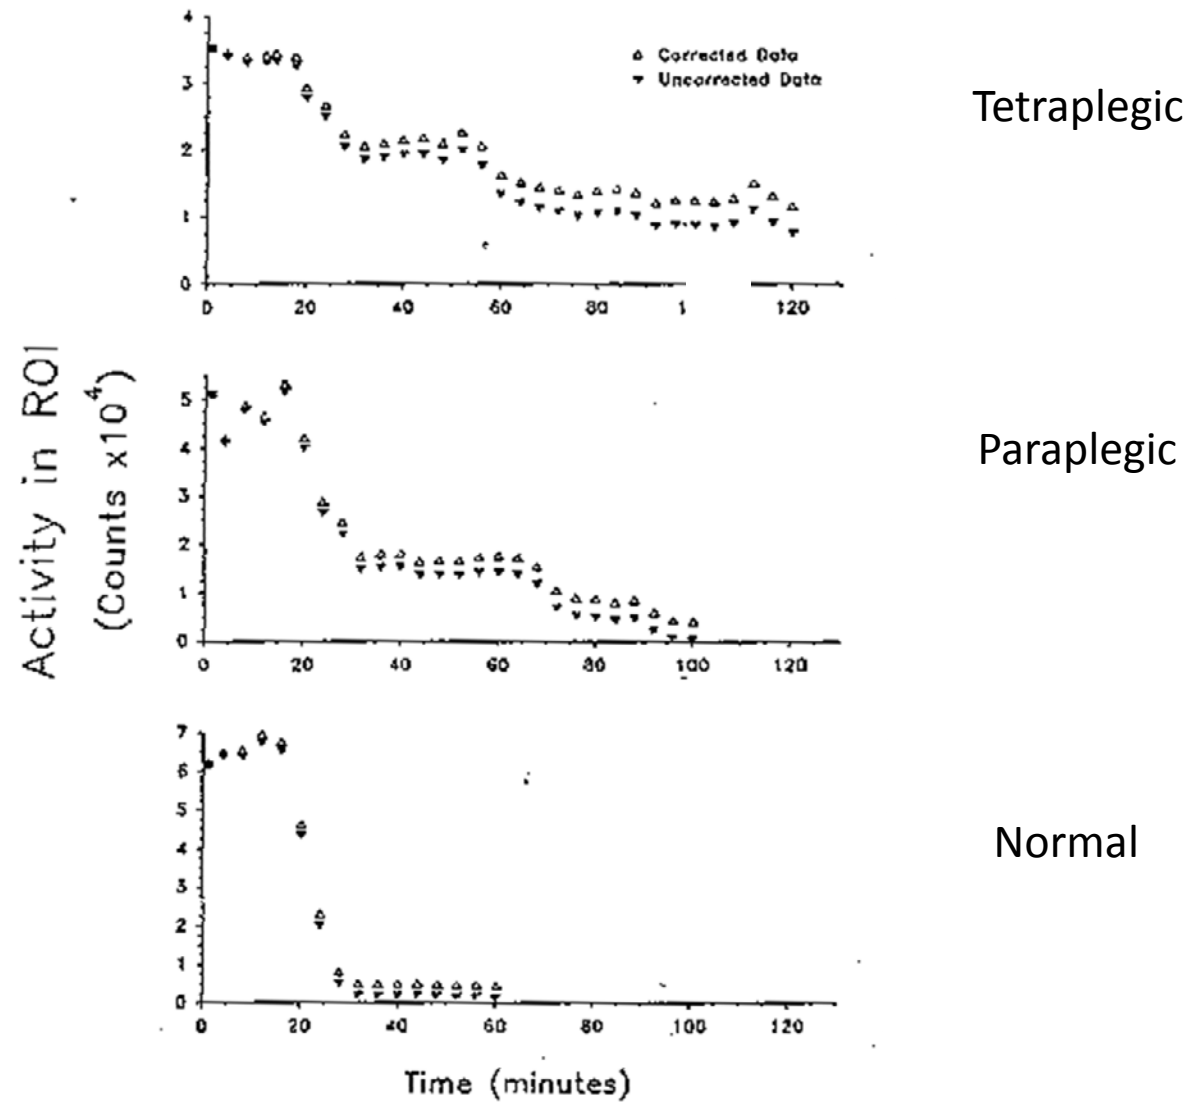 4
Corrected Data
Uncorrected Data
Tetraplegic
3
2
1
0
0 20 40 60 80 1 120
Activity in ROI
(Counts x10⁴)
5
4
3
2
1
0
Paraplegic
0 20 40 60 80 100 120
7
6
5
4
3
2
1
0
Normal
0 20 40 60 80 100 120
Time (minutes)